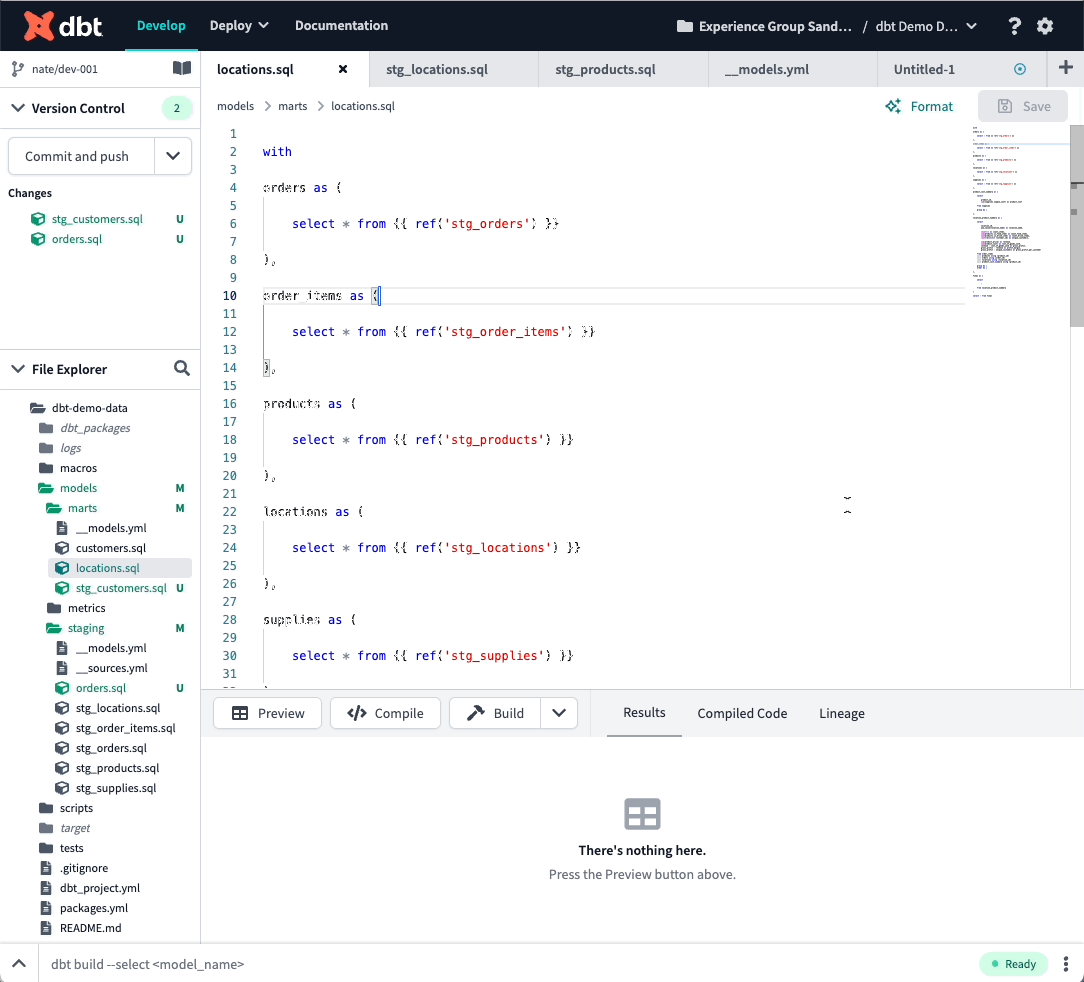 dbt Develop Deploy Documentation Experience Group Sand... / dbt Demo D... ?
nate/dev-001
locations.sql stg_locations.sql stg_products.sql __models.yml Untitled-1
Version Control 2
models > marts > locations.sql
Format Save
Commit and push
Changes
stg_customers.sql U
orders.sql U
1
2 with
3
4 orders as (
5
6 select * from {{ ref('stg_orders') }}
7
8 ),
9
10 order_items as (
11
12 select * from {{ ref('stg_order_items') }}
13
14 ),
15
16 products as (
17
18 select * from {{ ref('stg_products') }}
19
20 ),
21
22 locations as (
23
24 select * from {{ ref('stg_locations') }}
25
26 ),
27
28 supplies as (
29
30 select * from {{ ref('stg_supplies') }}
31
File Explorer
dbt-demo-data
dbt_packages
logs
macros
models M
marts M
__models.yml
customers.sql
locations.sql
stg_customers.sql U
metrics
staging M
__models.yml
__sources.yml
orders.sql U
stg_locations.sql
stg_order_items.sql
stg_orders.sql
stg_products.sql
stg_supplies.sql
scripts
target
tests
.gitignore
dbt_project.yml
packages.yml
README.md
Preview Compile Build Results Compiled Code Lineage
There's nothing here.
Press the Preview button above.
dbt build --select <model_name> Ready